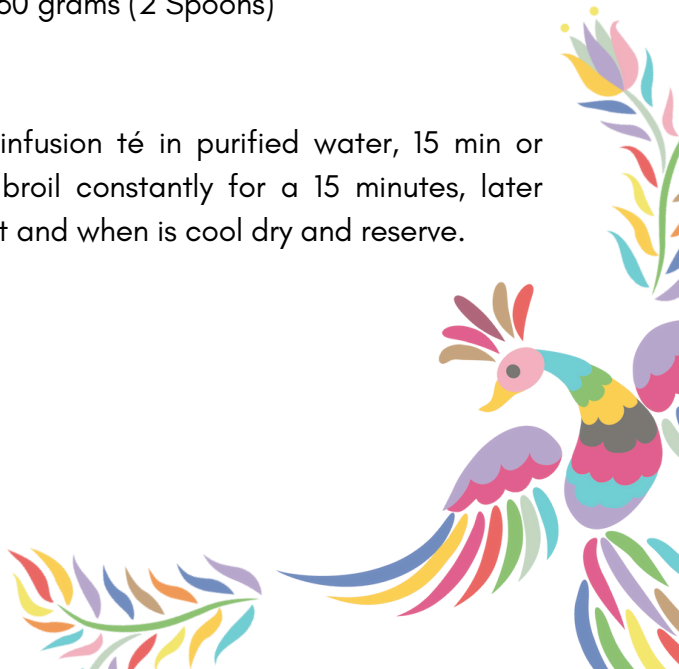 60 grams (2 Spoons)
infusion té in purified water, 15 min or
broil constantly for a 15 minutes, later
t and when is cool dry and reserve.